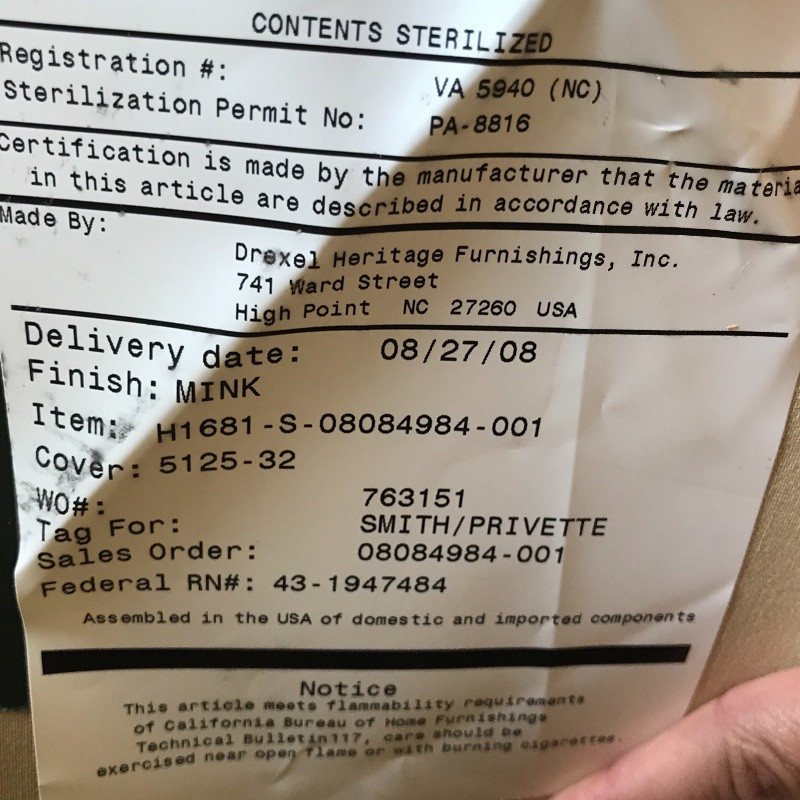 CONTENTS STERILIZED
Registration #: VA 5940 (NC)
Sterilization Permit No: PA-8816
Certification is made by the manufacturer that the materia
in this article are described in accordance with law.
Made By:
Drexel Heritage Furnishings, Inc.
741 Ward Street
High Point NC 27260 USA
Delivery date: 08/27/08
Finish: MINK
Item: H1681-S-08084984-001
Cover: 5125-32
WO#: 763151
Tag For: SMITH/PRIVETTE
Sales Order: 08084984-001
Federal RN#: 43-1947484
Assembled in the USA of domestic and imported components
Notice
This article meets flammability requirements
of California Bureau of Home Furnishings
Technical Bulletin117, care should be
exercised near open flame or with burning cigarettes.